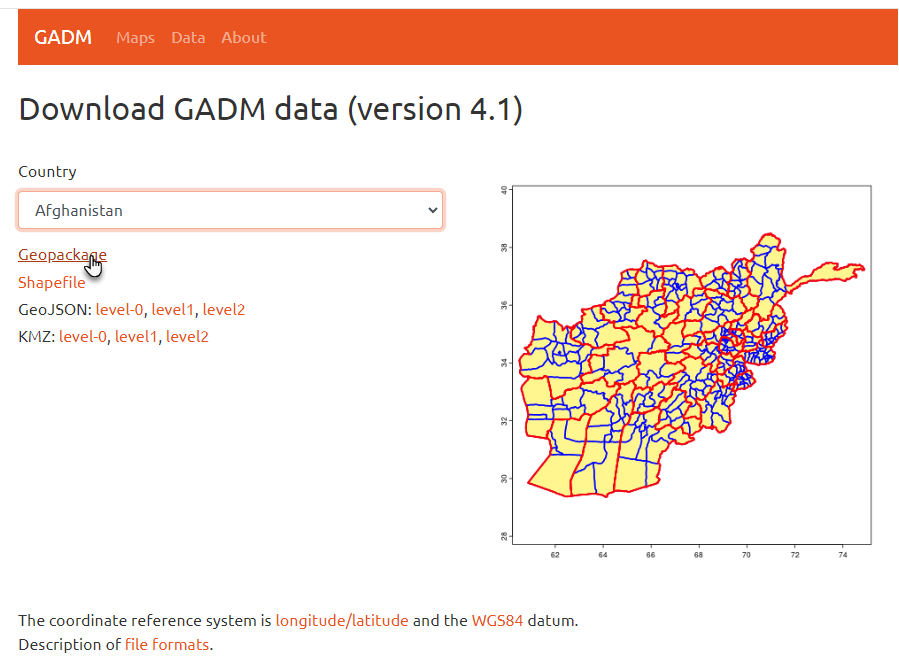 GADM Maps Data About
Download GADM data (version 4.1)
Country
Afghanistan
Geopackage
Shapefile
GeoJSON: level-0, level1, level2
KMZ: level-0, level1, level2
40
38
36
34
32
30
28
62 64 66 68 70 72 74
The coordinate reference system is longitude/latitude and the WGS84 datum.
Description of file formats.